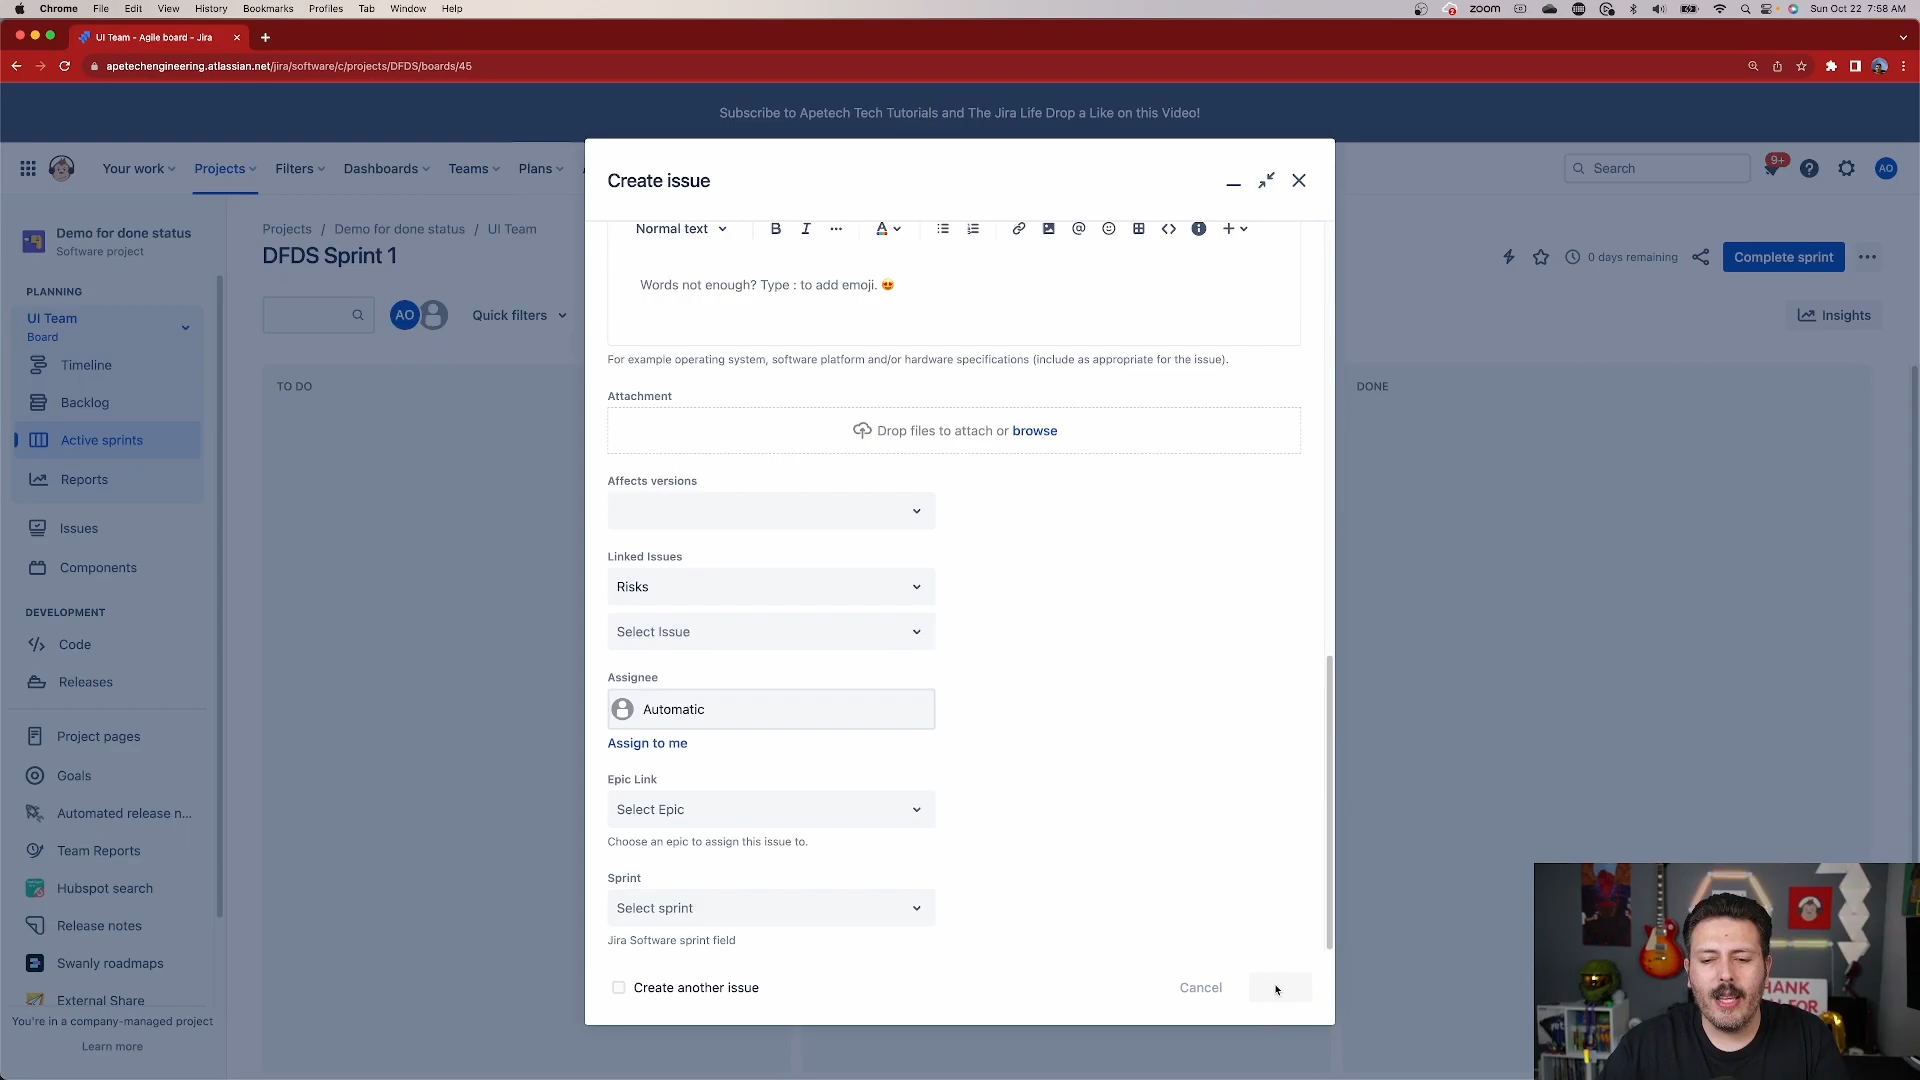 Chrome File Edit View History Bookmarks Profiles Tab Window Help
zoom Sun Oct 22 7:58 AM
UI Team - Agile board - Jira
apetechengineering.atlassian.net/jira/software/c/projects/DFDS/boards/45
Subscribe to Apetech Tech Tutorials and The Jira Life Drop a Like on this Video!
Your work Projects Filters Dashboards Teams Plans
Search
9+
AO
Demo for done status
Software project
PLANNING
UI Team
Board
Timeline
Backlog
Active sprints
Reports
Issues
Components
DEVELOPMENT
Code
Releases
Project pages
Goals
Automated release n...
Team Reports
Hubspot search
Release notes
Swanly roadmaps
External Share
You're in a company-managed project
Learn more
Projects / Demo for done status / UI Team
DFDS Sprint 1
AO
Quick filters
0 days remaining
Complete sprint
Insights
TO DO
DONE
Create issue
Normal text
Words not enough? Type : to add emoji. 😍
For example operating system, software platform and/or hardware specifications (include as appropriate for the issue).
Attachment
Drop files to attach or browse
Affects versions
Linked Issues
Risks
Select Issue
Assignee
Automatic
Assign to me
Epic Link
Select Epic
Choose an epic to assign this issue to.
Sprint
Select sprint
Jira Software sprint field
Create another issue
Cancel